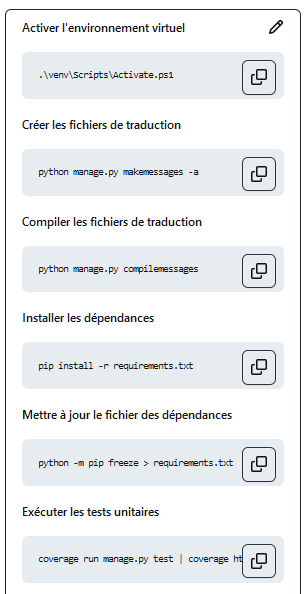 Activer l'environnement virtuel
.\venv\Scripts\Activate.ps1
Créer les fichiers de traduction
python manage.py makemessages -a
Compiler les fichiers de traduction
python manage.py compilemessages
Installer les dépendances
pip install -r requirements.txt
Mettre à jour le fichier des dépendances
python -m pip freeze > requirements.txt
Exécuter les tests unitaires
coverage run manage.py test | coverage ht